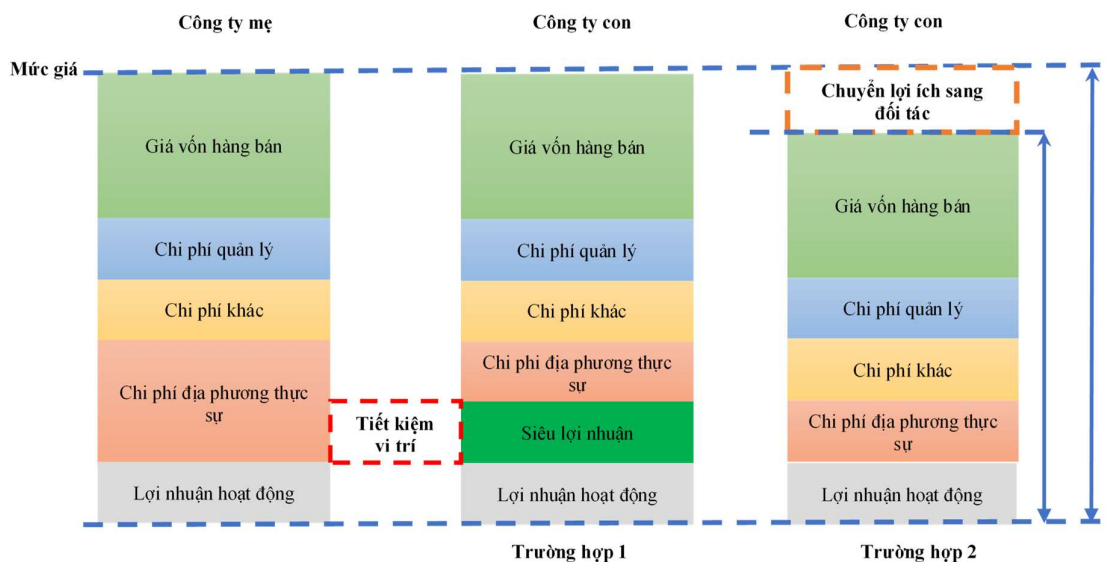 Công ty mẹ
Công ty con
Công ty con
Mức giá
Chuyển lợi ích sang
đối tác
Giá vốn hàng bán
Giá vốn hàng bán
Giá vốn hàng bán
Chi phí quản lý
Chi phí quản lý
Chi phí khác
Chi phí khác
Chi phí quản lý
Chi phí địa phương thực
sự
Chi phi địa phương thực
sự
Chi phí khác
Tiết kiệm
vi trí
Siêu lợi nhuận
Chi phí địa phương thực
sự
Lợi nhuận hoạt động
Lợi nhuận hoạt động
Lợi nhuận hoạt động
Trường hợp 1
Trường hợp 2